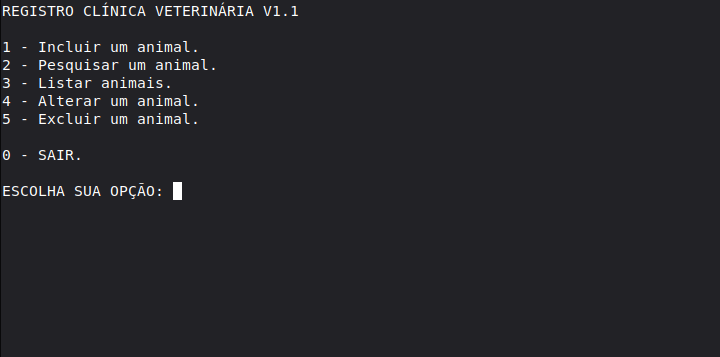 REGISTRO CLÍNICA VETERINÁRIA V1.1
1 - Incluir um animal.
2 - Pesquisar um animal.
3 - Listar animais.
4 - Alterar um animal.
5 - Excluir um animal.
0 - SAIR.
ESCOLHA SUA OPÇÃO: